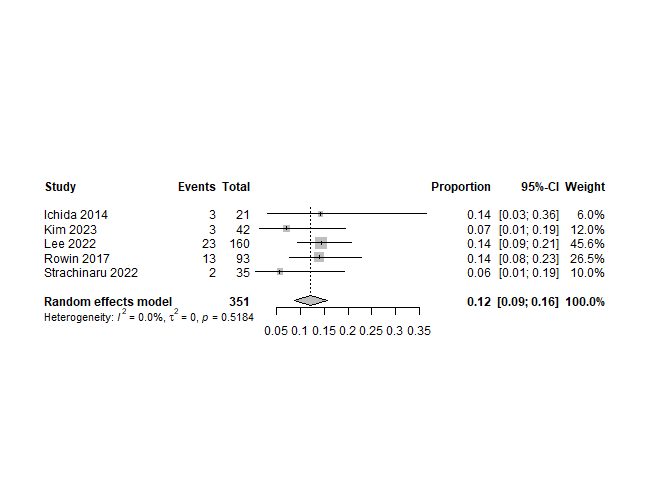 Study Events Total Proportion 95%-CI Weight
Ichida 2014 3 21 0.14 [0.03; 0.36] 6.0%
Kim 2023 3 42 0.07 [0.01; 0.19] 12.0%
Lee 2022 23 160 0.14 [0.09; 0.21] 45.6%
Rowin 2017 13 93 0.14 [0.08; 0.23] 26.5%
Strachinaru 2022 2 35 0.06 [0.01; 0.19] 10.0%
Random effects model 351 0.12 [0.09; 0.16] 100.0%
Heterogeneity: I² = 0.0%, τ² = 0, p = 0.5184
0.05 0.1 0.15 0.2 0.25 0.3 0.35